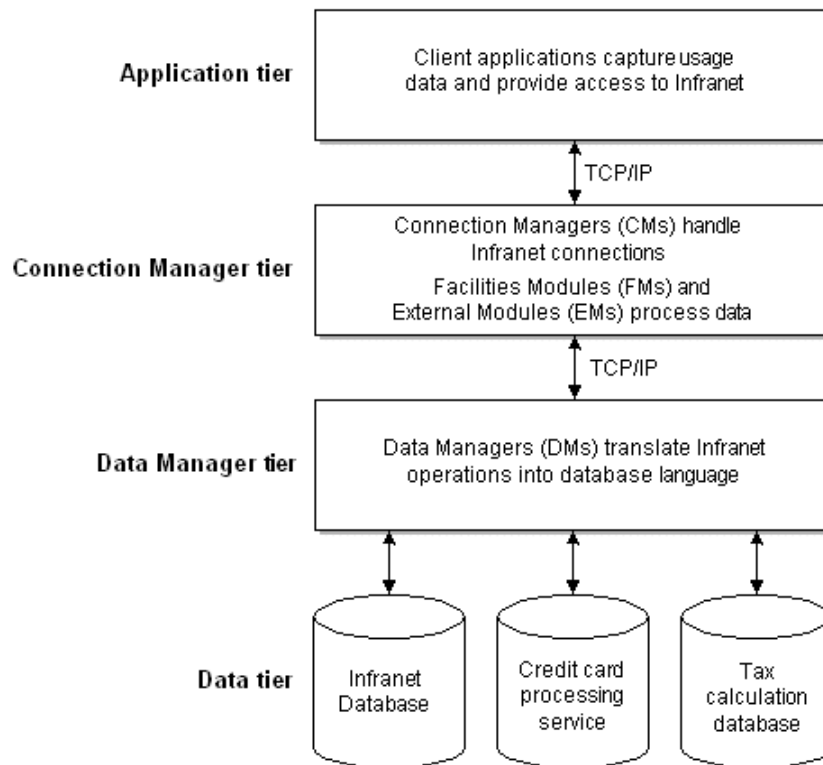 Application tier
Client applications capture usage
data and provide access to Infranet
TCP/IP
Connection Manager tier
Connection Managers (CMs) handle
Infranet connections
Facilities Modules (FMs) and
External Modules (EMs) process data
TCP/IP
Data Manager tier
Data Managers (DMs) translate Infranet
operations into database language
Data tier
Infranet
Database
Credit card
processing
service
Tax
calculation
database